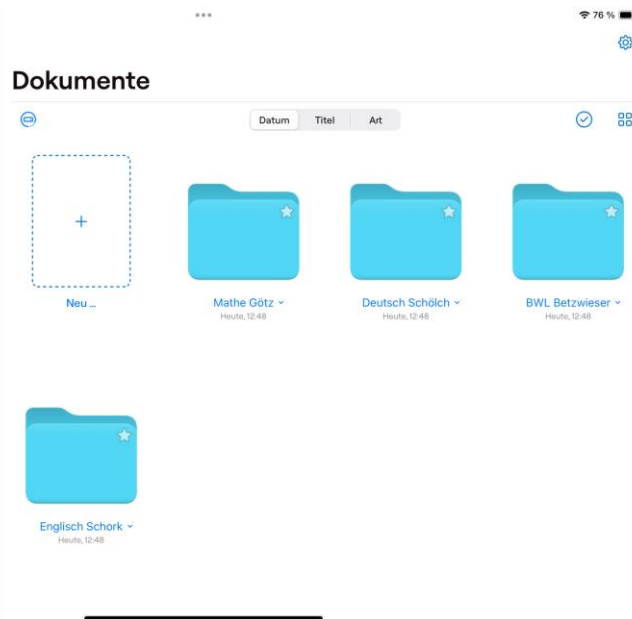 76 %
Dokumente
Datum Titel Art
Neu ...
Mathe Götz
Heute, 12:48
Deutsch Schölch
Heute, 12:48
BWL Betzwieser
Heute, 12:48
Englisch Schork
Heute, 12:48